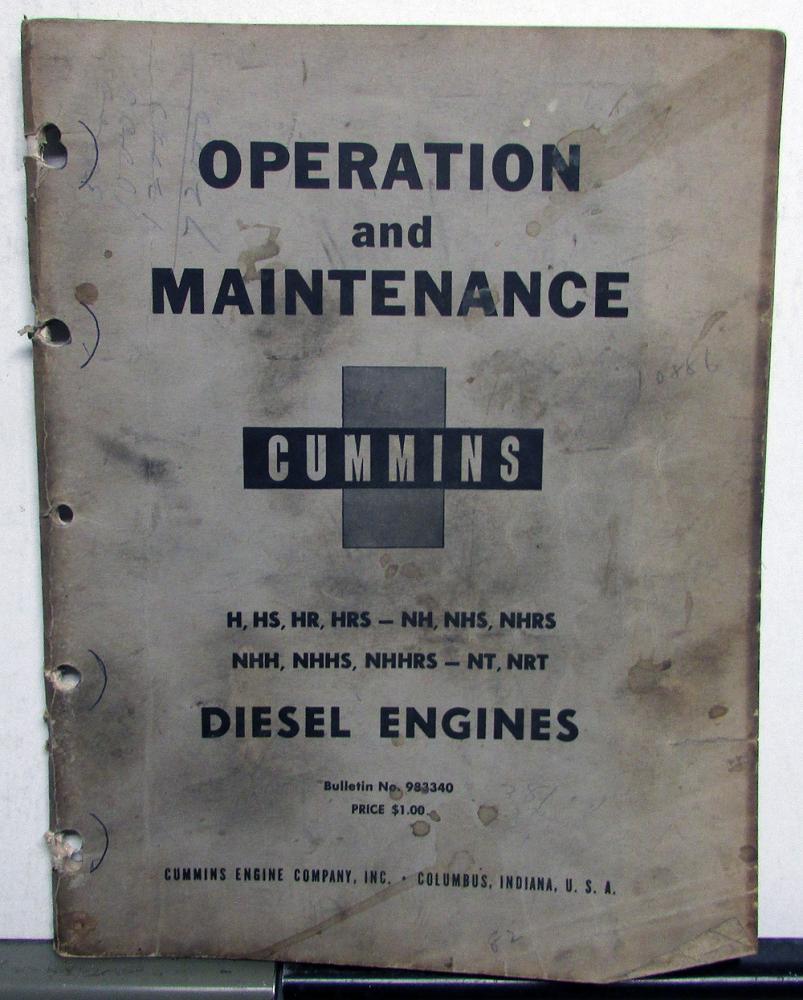 OPERATION
and
MAINTENANCE
CUMMINS
H, HS, HR, HRS – NH, NHS, NHRS
NHH, NHHS, NHHRS – NT, NRT
DIESEL ENGINES
Bulletin No. 983340
PRICE $1.00
CUMMINS ENGINE COMPANY, INC. • COLUMBUS, INDIANA, U. S. A.
82